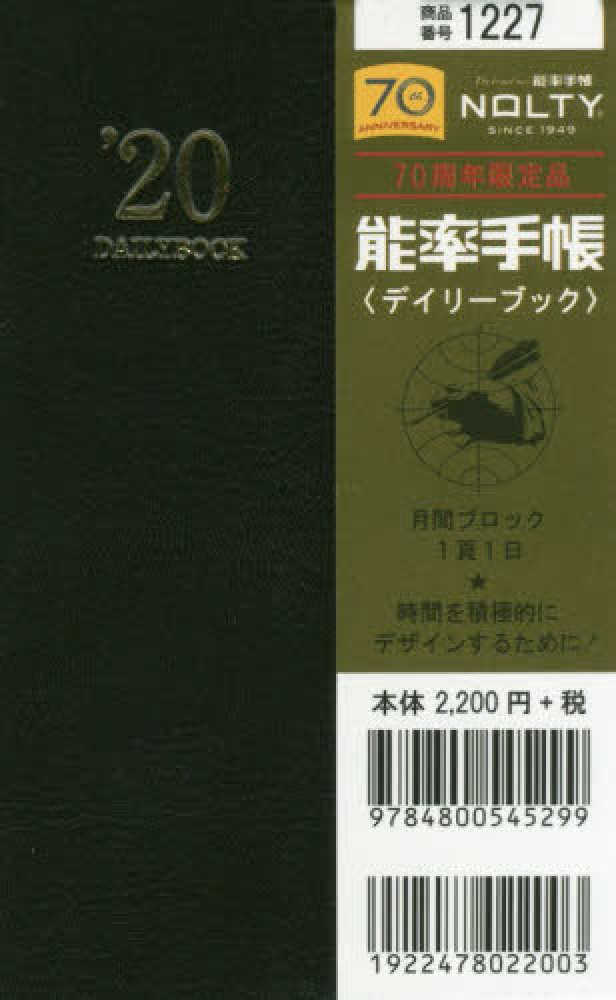 '20
DAILYBOOK
商品
番号 1227
70th
ANNIVERSARY
能率手帳
NOLTY
SINCE 1949
70周年限定品
能率手帳
〈デイリーブック〉
月間ブロック
1頁1日
★
時間を積極的に
デザインするために!
本体 2,200円+税
9784800545299
1922478022003